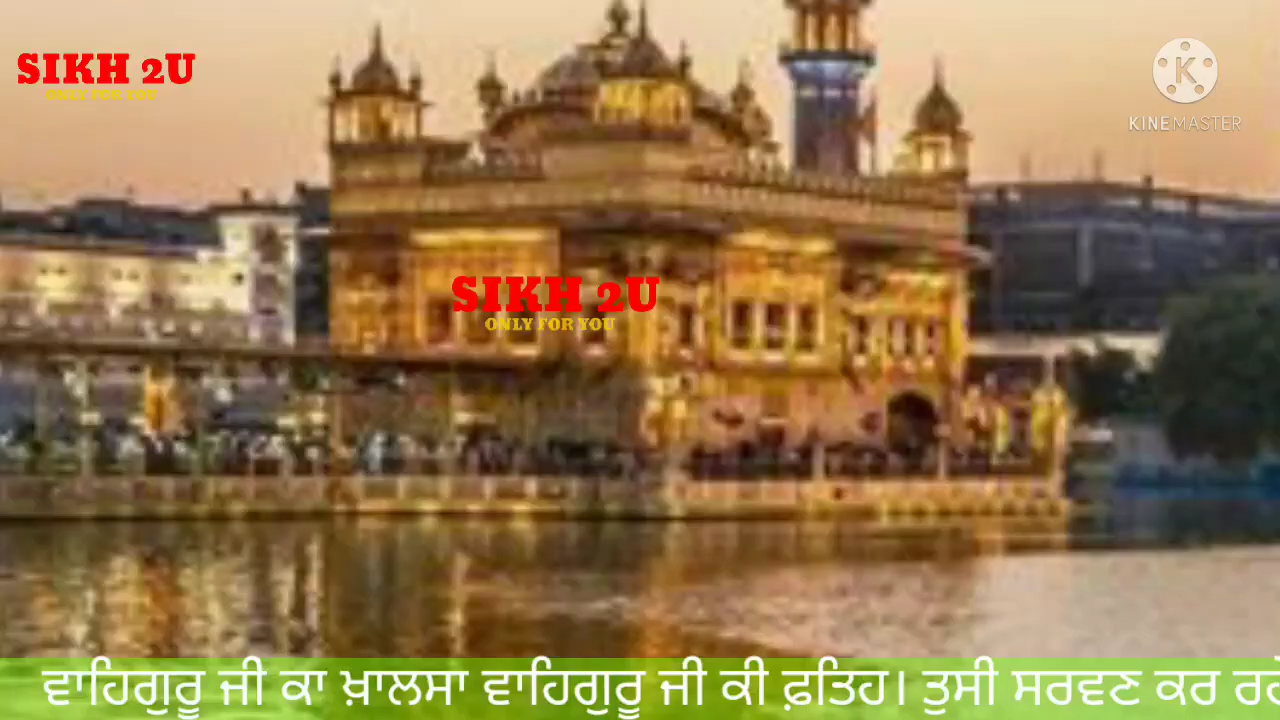 SIKH 2U
ONLY FOR YOU
KINEMASTER
SIKH 2U
ONLY FOR YOU
ਵਾਹਿਗੁਰੂ ਜੀ ਕਾ ਖ਼ਾਲਸਾ ਵਾਹਿਗੁਰੂ ਜੀ ਕੀ ਫ਼ਤਿਹ। ਤੁਸੀ ਸਰਵਣ ਕਰ